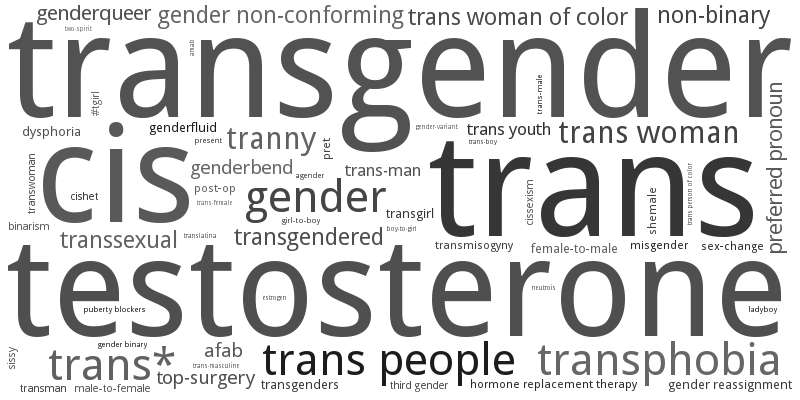 genderqueer
gender non-conforming
trans woman of color
non-binary
two-spirit
transgender
amab
#tgirl
trans-male
preferred pronoun
dysphoria
genderfluid
present
tranny
pret
gender-variant
trans youth
trans-boy
trans woman
cis
transwoman
cishet
genderbend
agender
trans-man
trans
post-op
trans-female
gender
girl-to-boy
transgirl
boy-to-girl
cissexism
shemale
trans person of color
binarism
transsexual
translatina
transgendered
transmisogyny
female-to-male
misgender
sex-change
testosterone
estrogen
neutrois
puberty blockers
ladyboy
gender binary
sissy
trans*
afab
trans-masculine
trans people
transphobia
transman
male-to-female
top-surgery
transgenders
third gender
hormone replacement therapy
gender reassignment